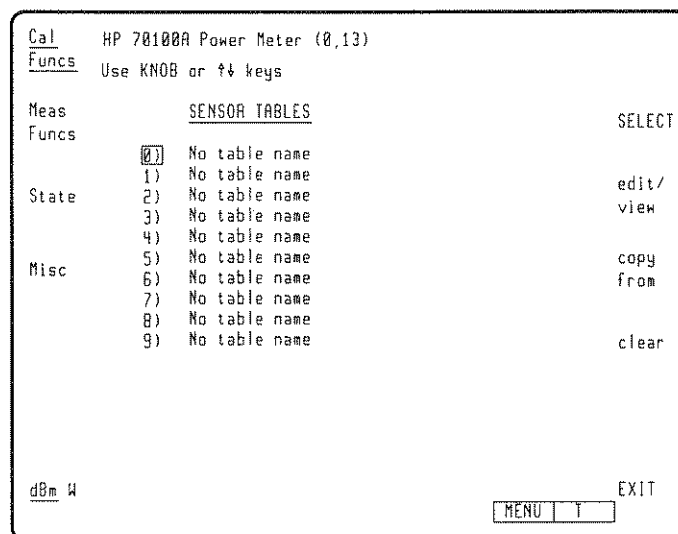 Cal
Funcs
HP 70100A Power Meter (0,13)
Use KNOB or ↑↓ keys
Meas
Funcs
State
Misc
dBm W
SENSOR TABLES
0) No table name
1) No table name
2) No table name
3) No table name
4) No table name
5) No table name
6) No table name
7) No table name
8) No table name
9) No table name
SELECT
edit/
view
copy
from
clear
EXIT
MENU T